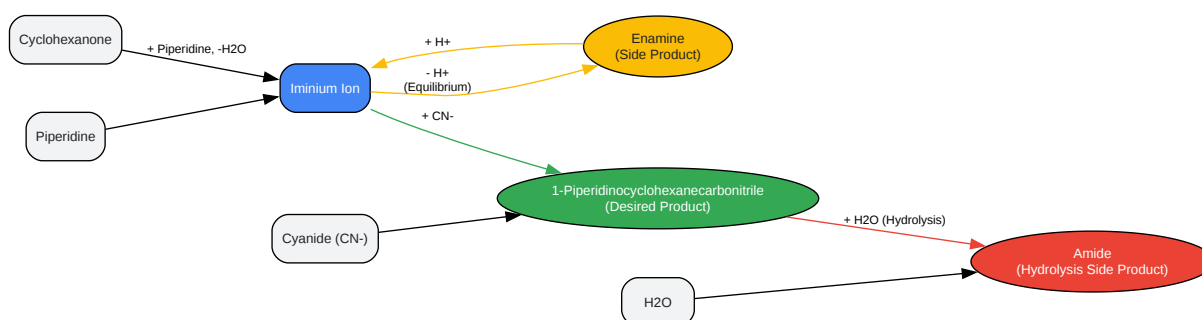 Cyclohexanone
+ Piperidine, -H2O
Piperidine
Iminium Ion
+ H+
- H+
(Equilibrium)
Enamine
(Side Product)
+ CN-
1-Piperidinocyclohexanecarbonitrile
(Desired Product)
Cyanide (CN-)
+ H2O (Hydrolysis)
Amide
(Hydrolysis Side Product)
H2O